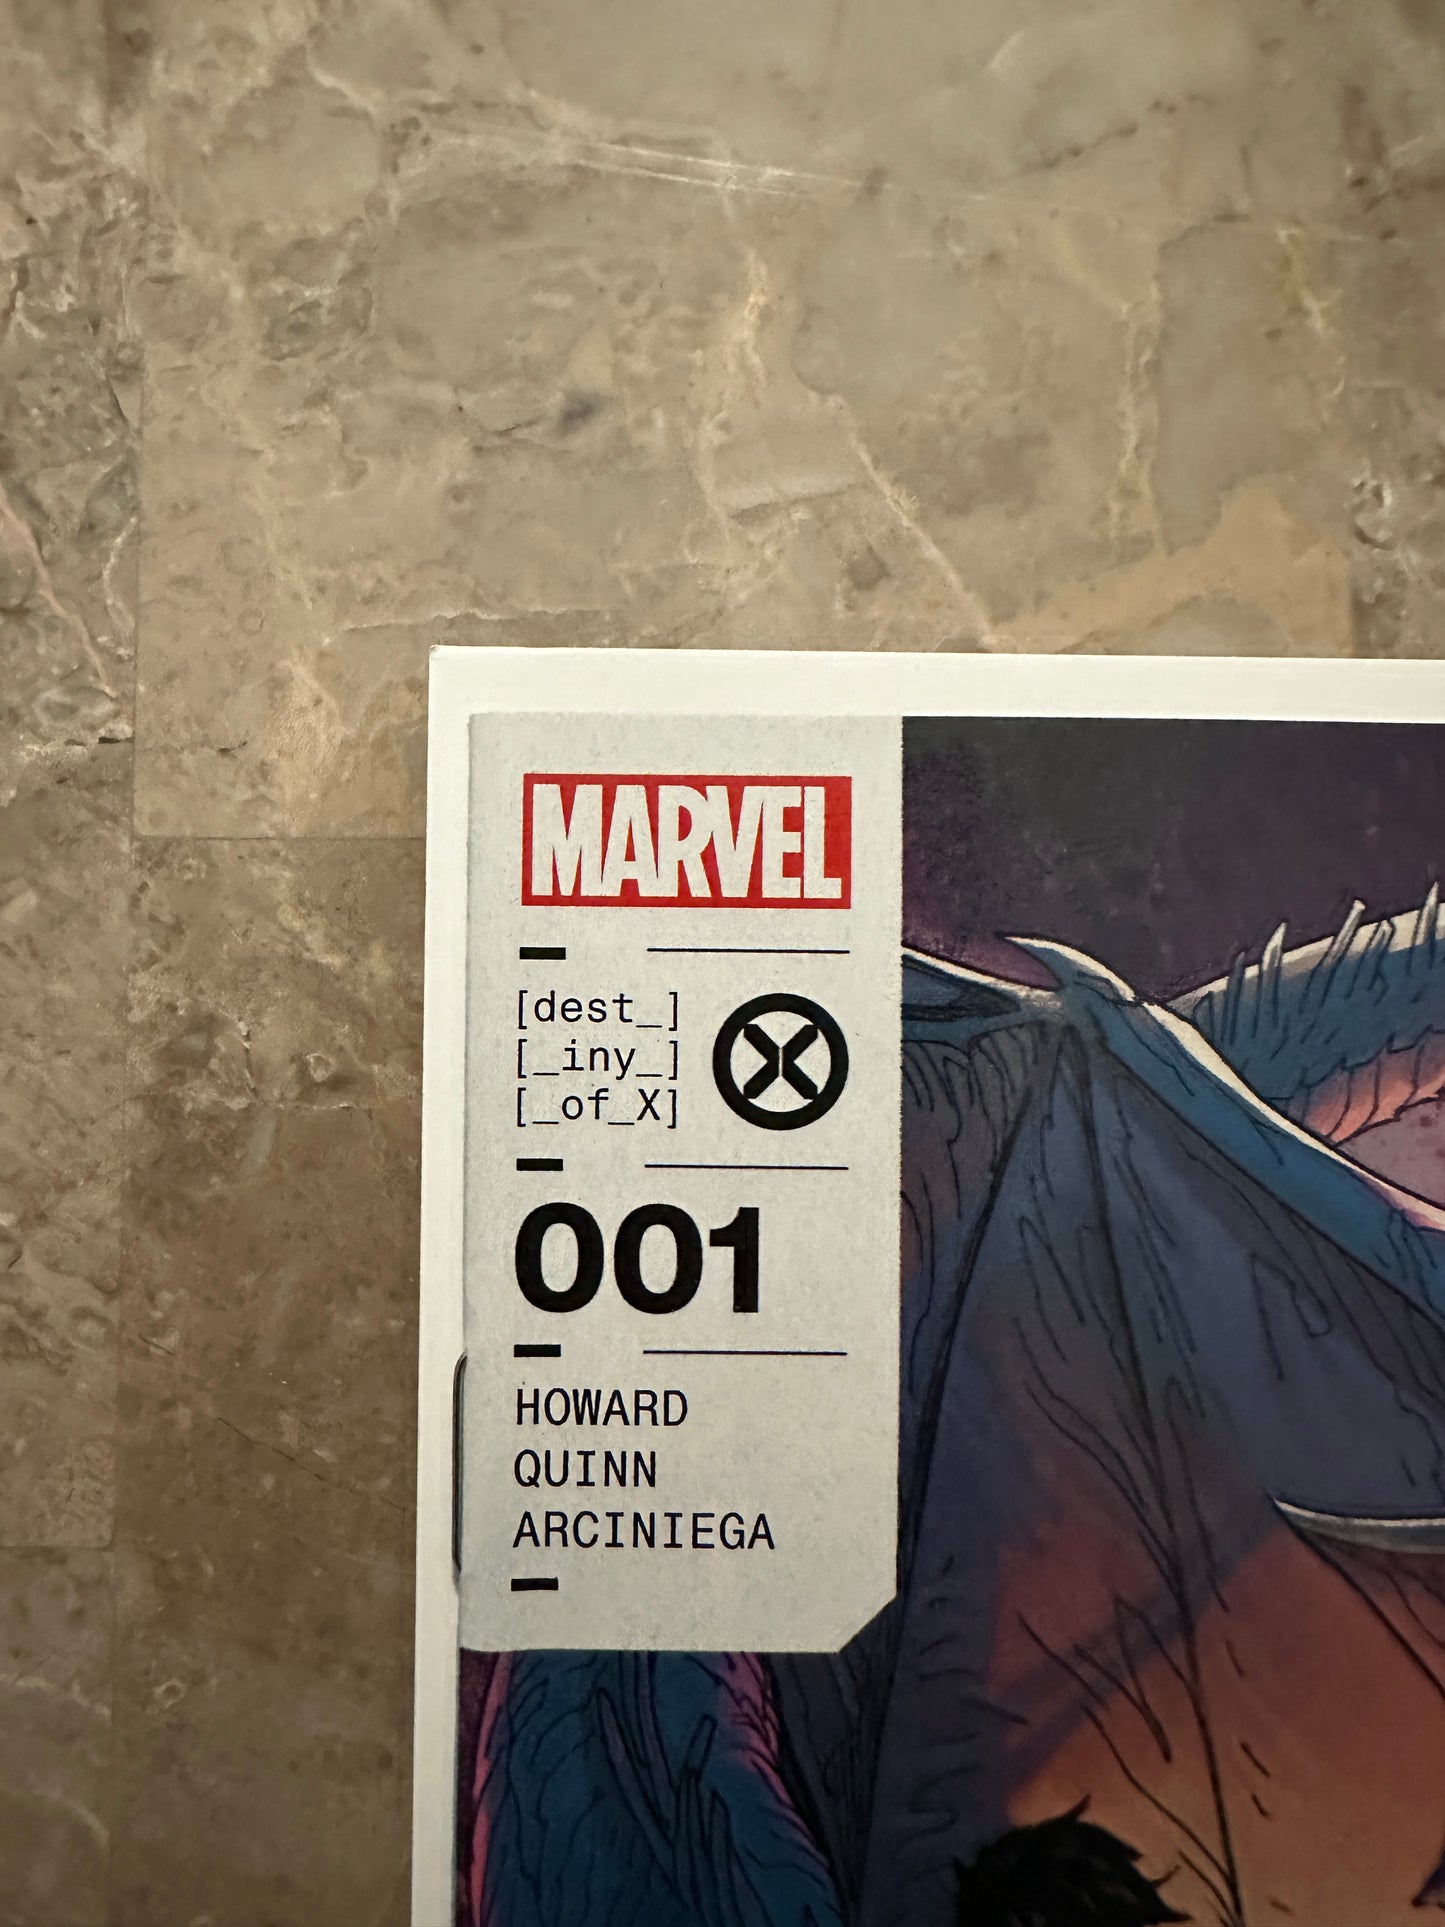 MARVEL
[dest_]
[_iny_]
[_of_X]
001
HOWARD
QUINN
ARCINIEGA